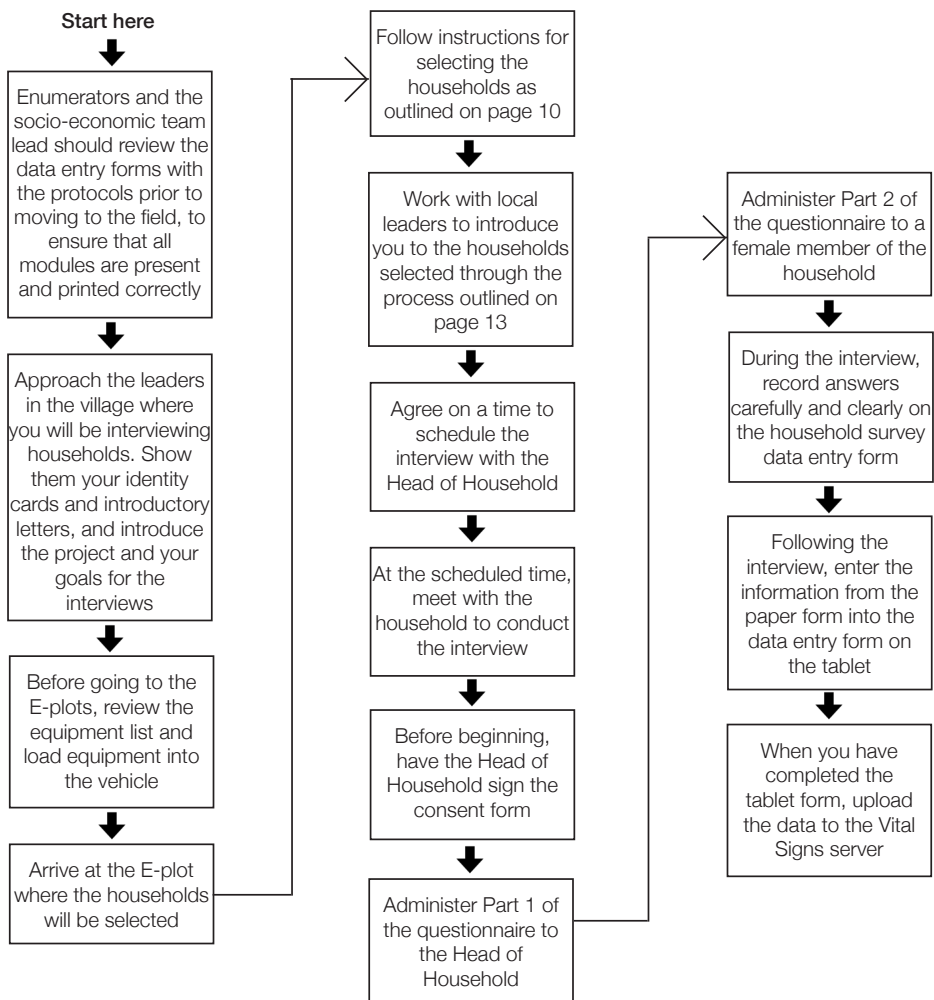 Start here
Enumerators and the
socio-economic team
lead should review the
data entry forms with
the protocols prior to
moving to the field, to
ensure that all
modules are present
and printed correctly
Approach the leaders
in the village where
you will be interviewing
households. Show
them your identity
cards and introductory
letters, and introduce
the project and your
goals for the
interviews
Before going to the
E-plots, review the
equipment list and
load equipment into
the vehicle
Arrive at the E-plot
where the households
will be selected
Follow instructions for
selecting the
households as
outlined on page 10
Work with local
leaders to introduce
you to the households
selected through the
process outlined on
page 13
Agree on a time to
schedule the
interview with the
Head of Household
At the scheduled time,
meet with the
household to conduct
the interview
Before beginning,
have the Head of
Household sign the
consent form
Administer Part 1 of
the questionnaire to
the Head of
Household
Administer Part 2 of
the questionnaire to a
female member of the
household
During the interview,
record answers
carefully and clearly on
the household survey
data entry form
Following the
interview, enter the
information from the
paper form into the
data entry form on
the tablet
When you have
completed the
tablet form, upload
the data to the Vital
Signs server